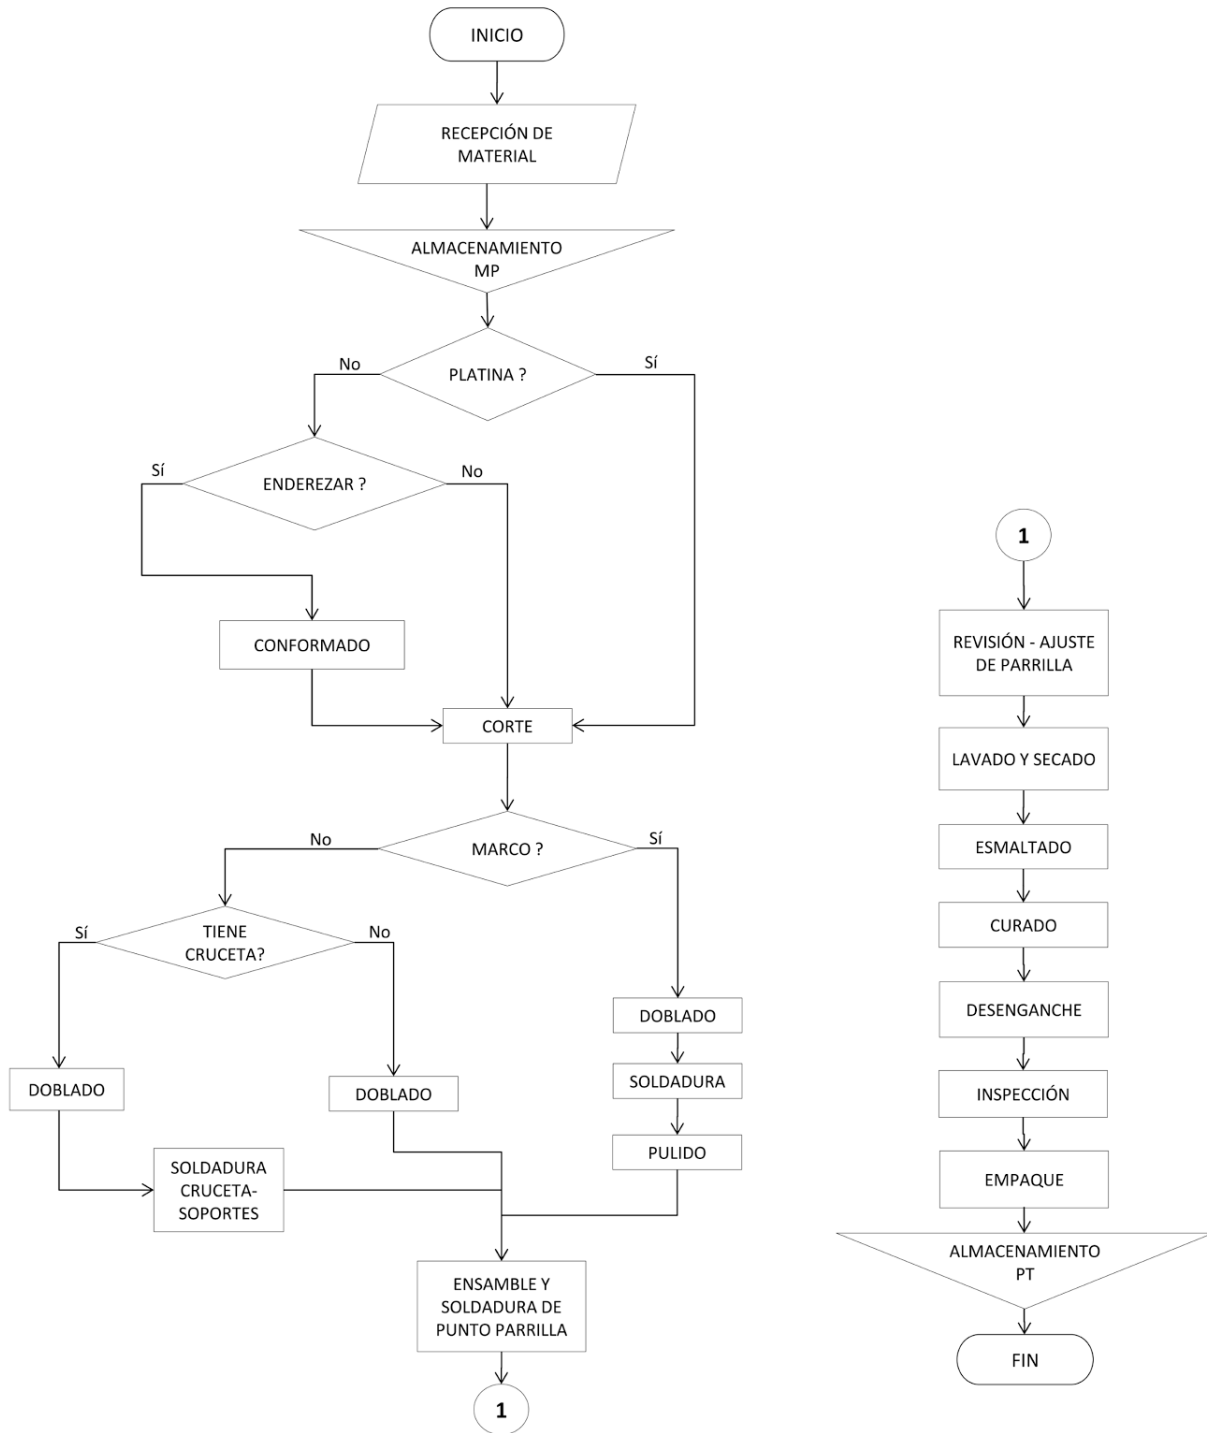 INICIO
RECEPCIÓN DE
MATERIAL
ALMACENAMIENTO
MP
PLATINA ?
No
Sí
ENDEREZAR ?
Sí
No
CONFORMADO
CORTE
MARCO ?
No
Sí
TIENE
CRUCETA?
Sí
No
DOBLADO
SOLDADURA
PULIDO
DOBLADO
DOBLADO
SOLDADURA
CRUCETA-
SOPORTES
ENSAMBLE Y
SOLDADURA DE
PUNTO PARRILLA
1
1
REVISIÓN - AJUSTE
DE PARRILLA
LAVADO Y SECADO
ESMALTADO
CURADO
DESENGANCHE
INSPECCIÓN
EMPAQUE
ALMACENAMIENTO
PT
FIN